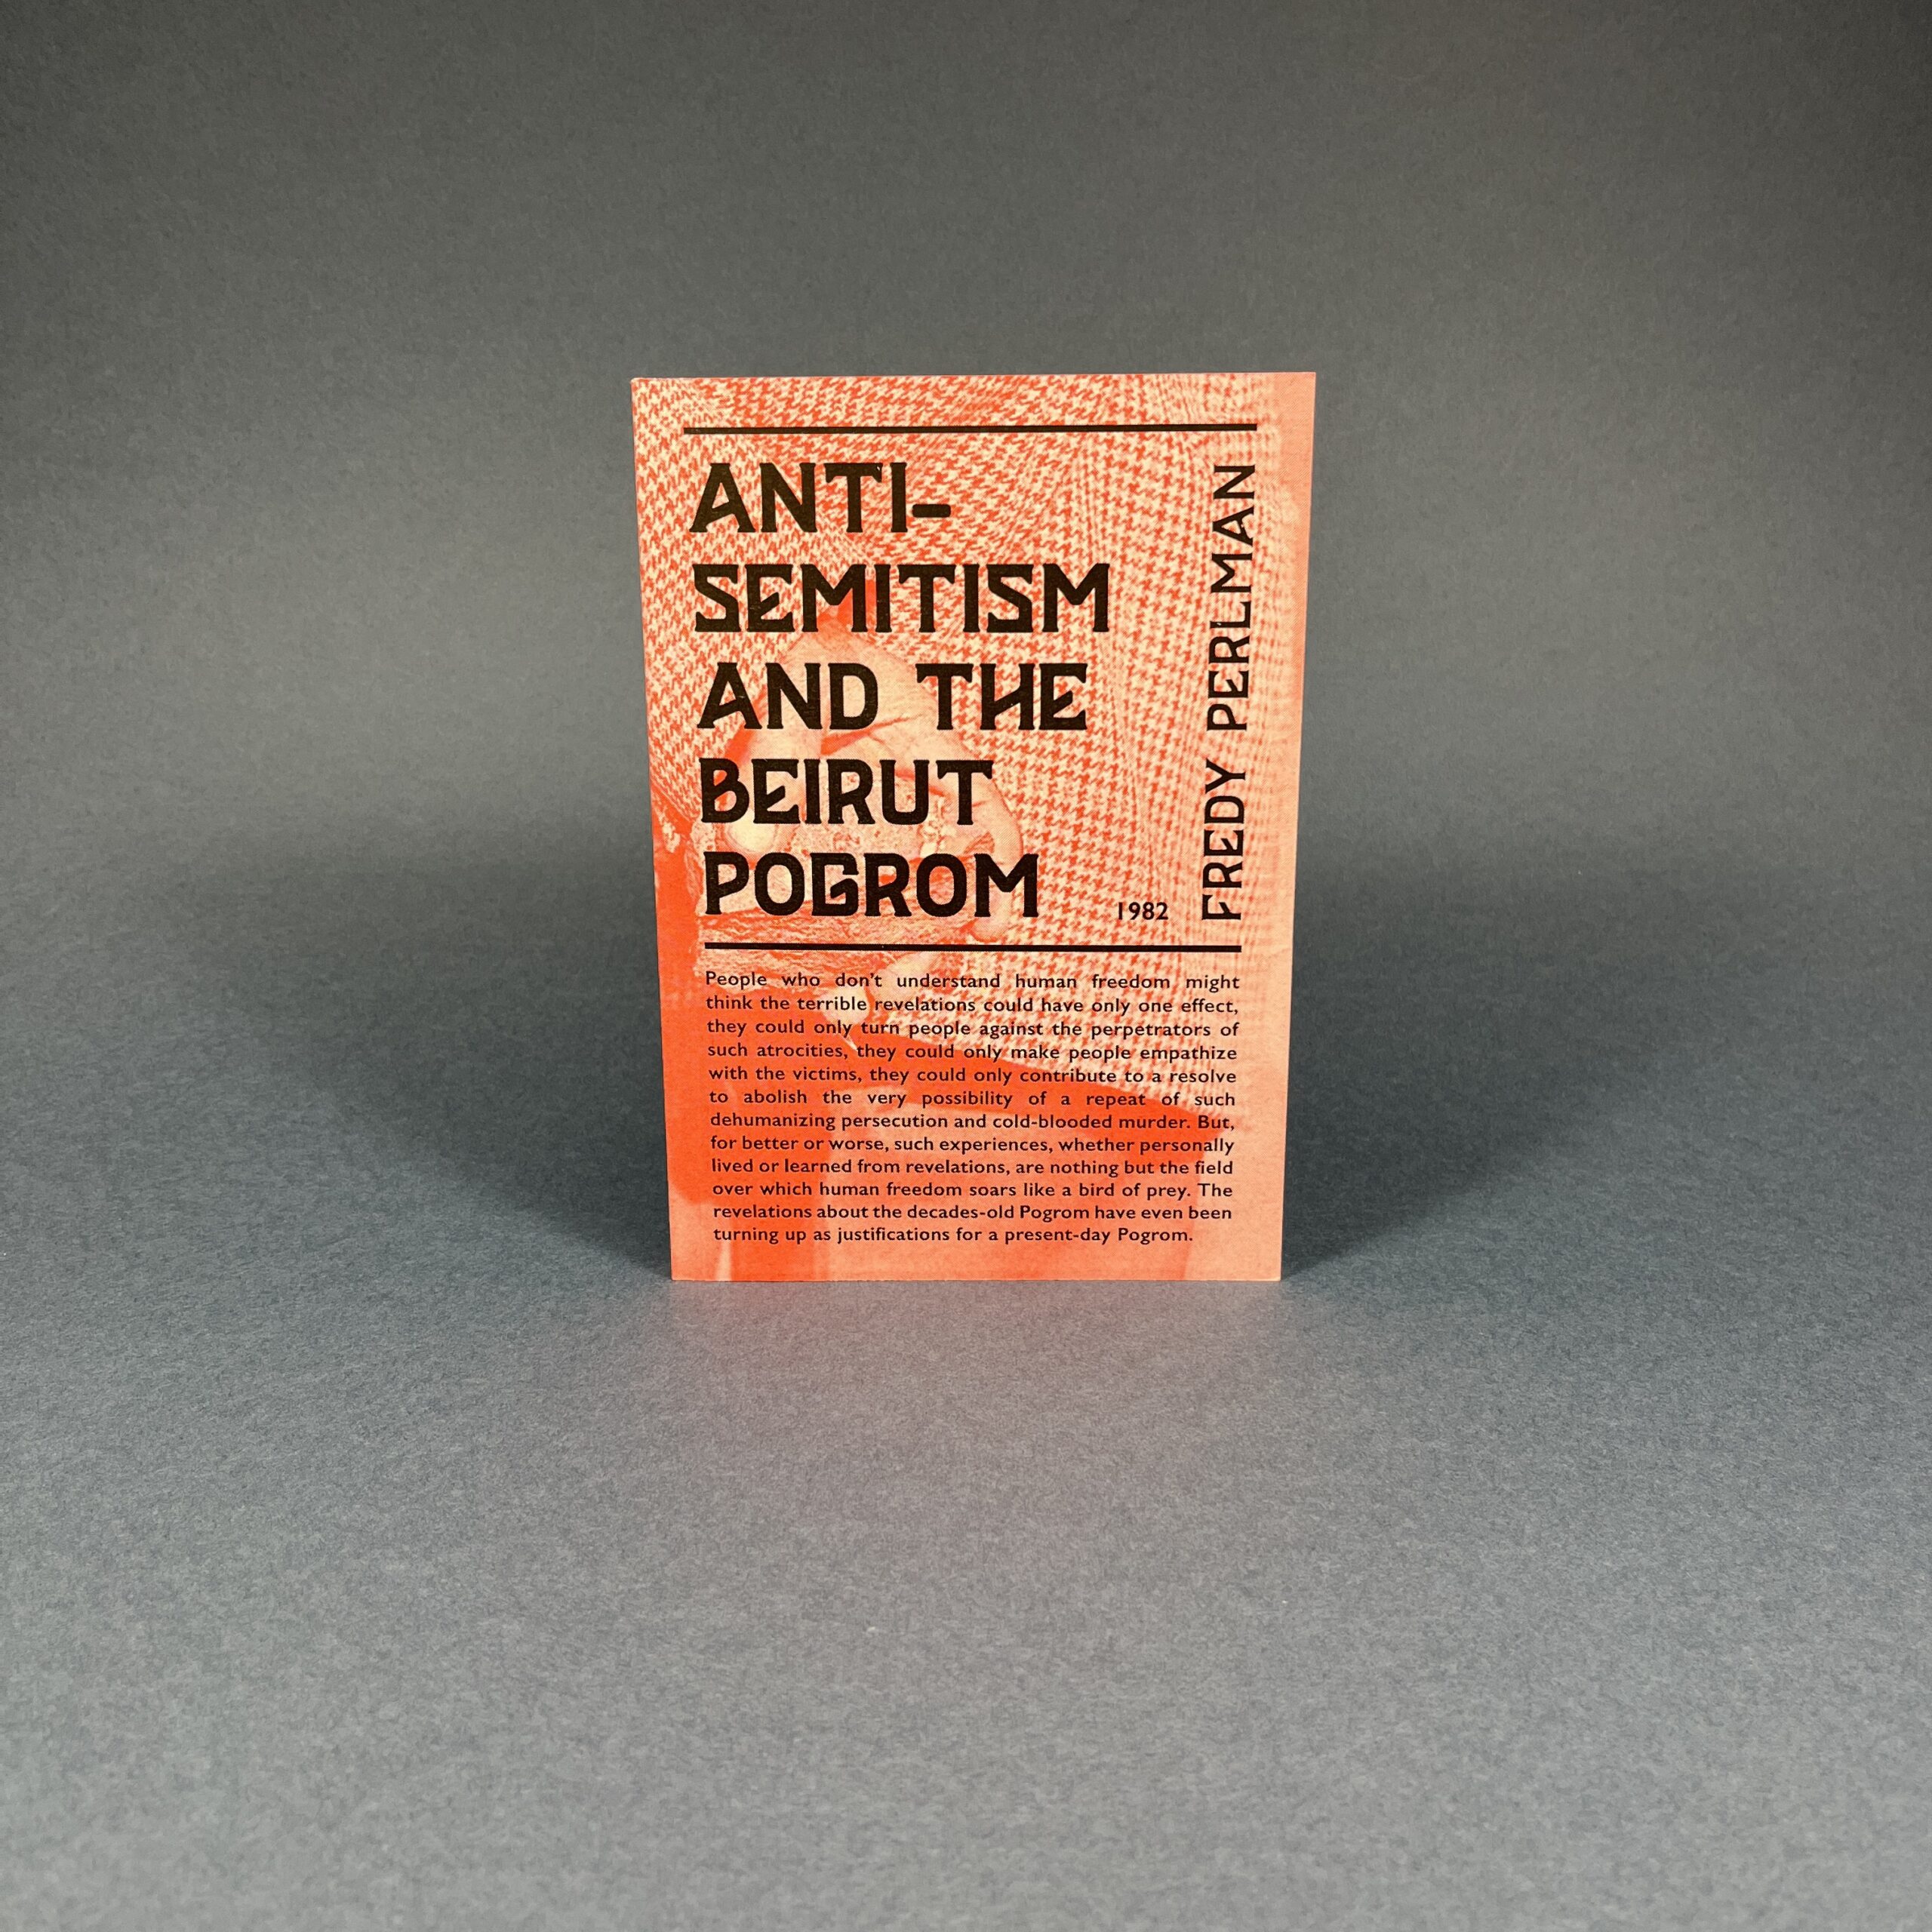 ANTI-
SEMITISM
AND THE
BEIRUT
POGROM
1982
FREDY PERLMAN
People who don't understand human freedom might
think the terrible revelations could have only one effect,
they could only turn people against the perpetrators of
such atrocities, they could only make people empathize
with the victims, they could only contribute to a resolve
to abolish the very possibility of a repeat of such
dehumanizing persecution and cold-blooded murder. But,
for better or worse, such experiences, whether personally
lived or learned from revelations, are nothing but the field
over which human freedom soars like a bird of prey. The
revelations about the decades-old Pogrom have even been
turning up as justifications for a present-day Pogrom.